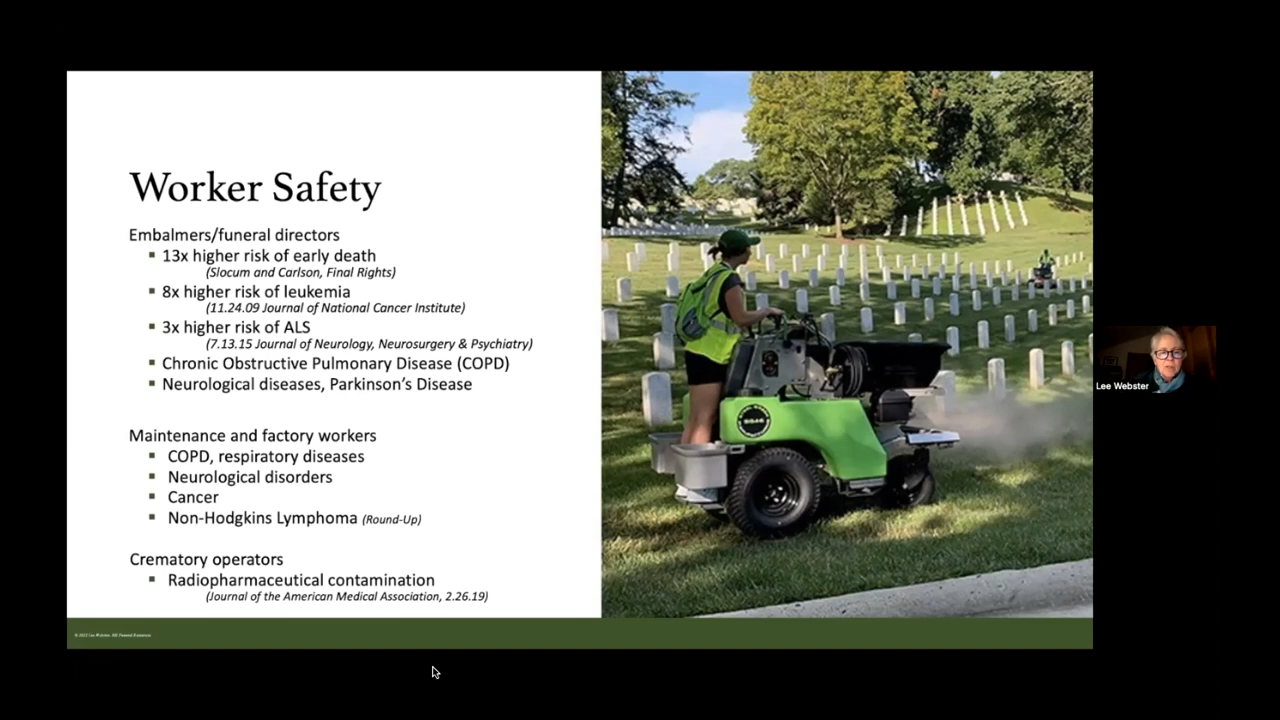 Worker Safety
Embalmers/funeral directors
▪ 13x higher risk of early death
(Slocum and Carlson, Final Rights)
▪ 8x higher risk of leukemia
(11.24.09 Journal of National Cancer Institute)
▪ 3x higher risk of ALS
(7.13.15 Journal of Neurology, Neurosurgery & Psychiatry)
▪ Chronic Obstructive Pulmonary Disease (COPD)
▪ Neurological diseases, Parkinson's Disease
Maintenance and factory workers
▪ COPD, respiratory diseases
▪ Neurological disorders
▪ Cancer
▪ Non-Hodgkins Lymphoma (Round-Up)
Crematory operators
▪ Radiopharmaceutical contamination
(Journal of the American Medical Association, 2.26.19)
Lee Webster